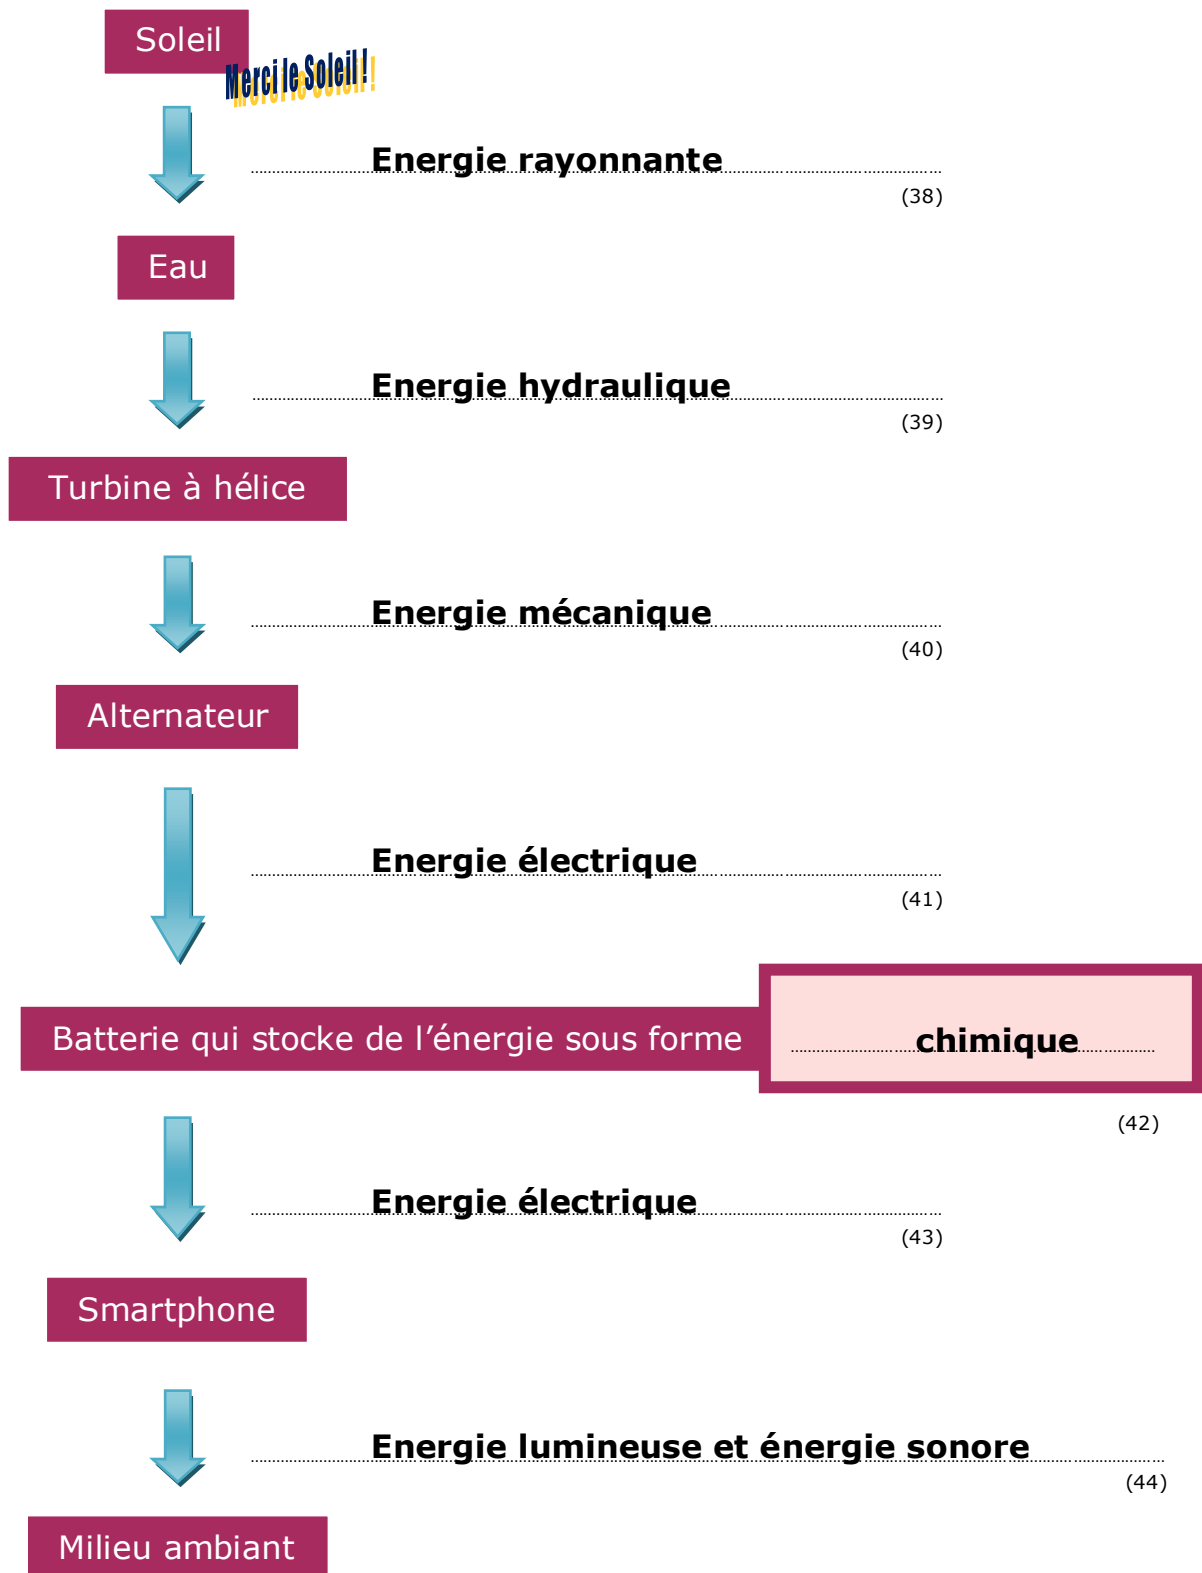 Soleil
Merci le Soleil !
Energie rayonnante
(38)
Eau
Energie hydraulique
(39)
Turbine à hélice
Energie mécanique
(40)
Alternateur
Energie électrique
(41)
Batterie qui stocke de l’énergie sous forme chimique
(42)
Energie électrique
(43)
Smartphone
Energie lumineuse et énergie sonore
(44)
Milieu ambiant